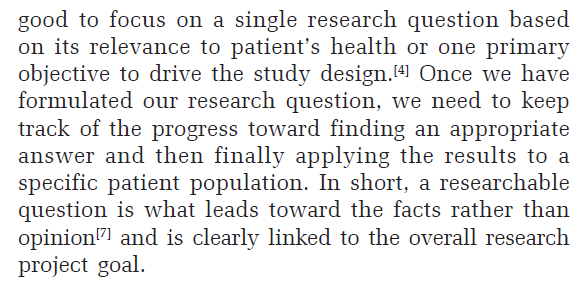 good to focus on a single research question based
on its relevance to patient’s health or one primary
objective to drive the study design.[4] Once we have
formulated our research question, we need to keep
track of the progress toward finding an appropriate
answer and then finally applying the results to a
specific patient population. In short, a researchable
question is what leads toward the facts rather than
opinion[7] and is clearly linked to the overall research
project goal.